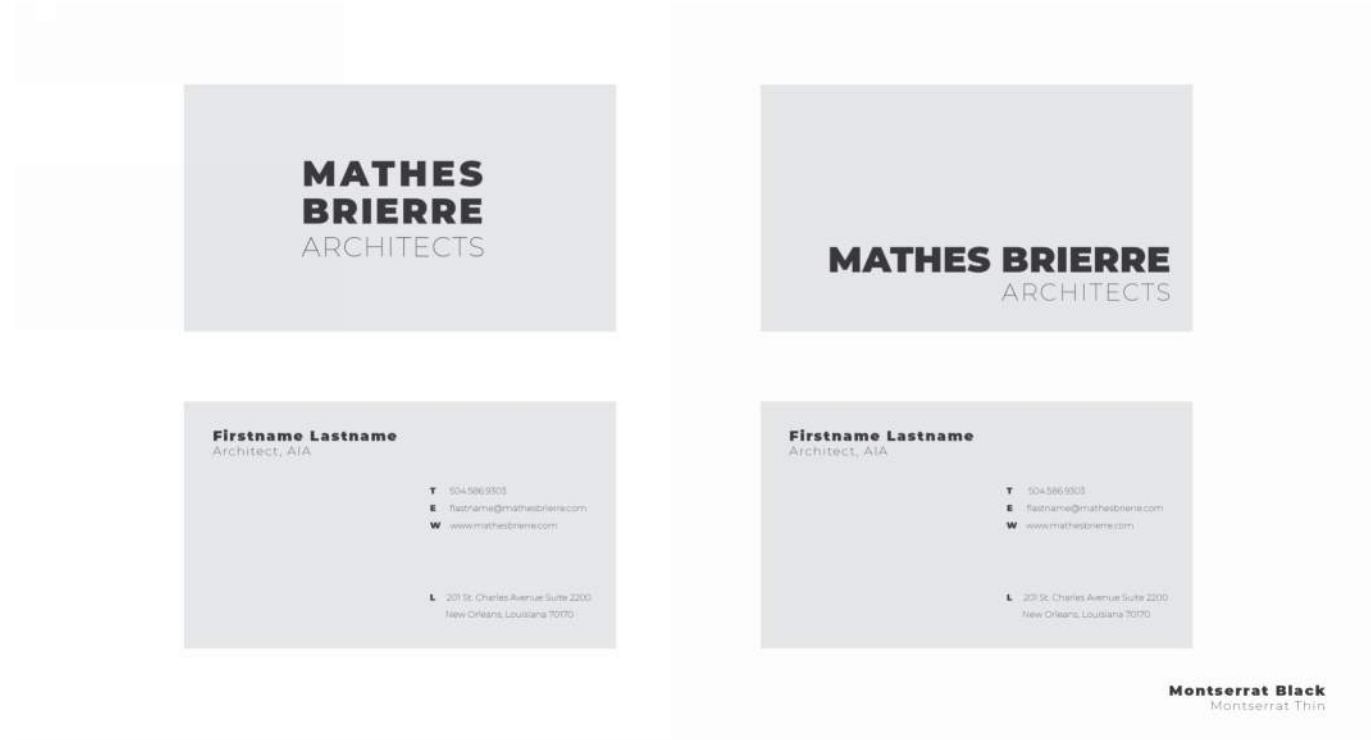 MATHES
BRIERRE
ARCHITECTS
MATHES BRIERRE
ARCHITECTS
Firstname Lastname
Architect, AIA
T 504.586.9303
E flastname@mathesbrierre.com
W www.mathesbrierre.com
L 201 St. Charles Avenue Suite 2200
New Orleans, Louisiana 70170
Firstname Lastname
Architect, AIA
T 504.586.9303
E flastname@mathesbrierre.com
W www.mathesbrierre.com
L 201 St. Charles Avenue Suite 2200
New Orleans, Louisiana 70170
Montserrat Black
Montserrat Thin